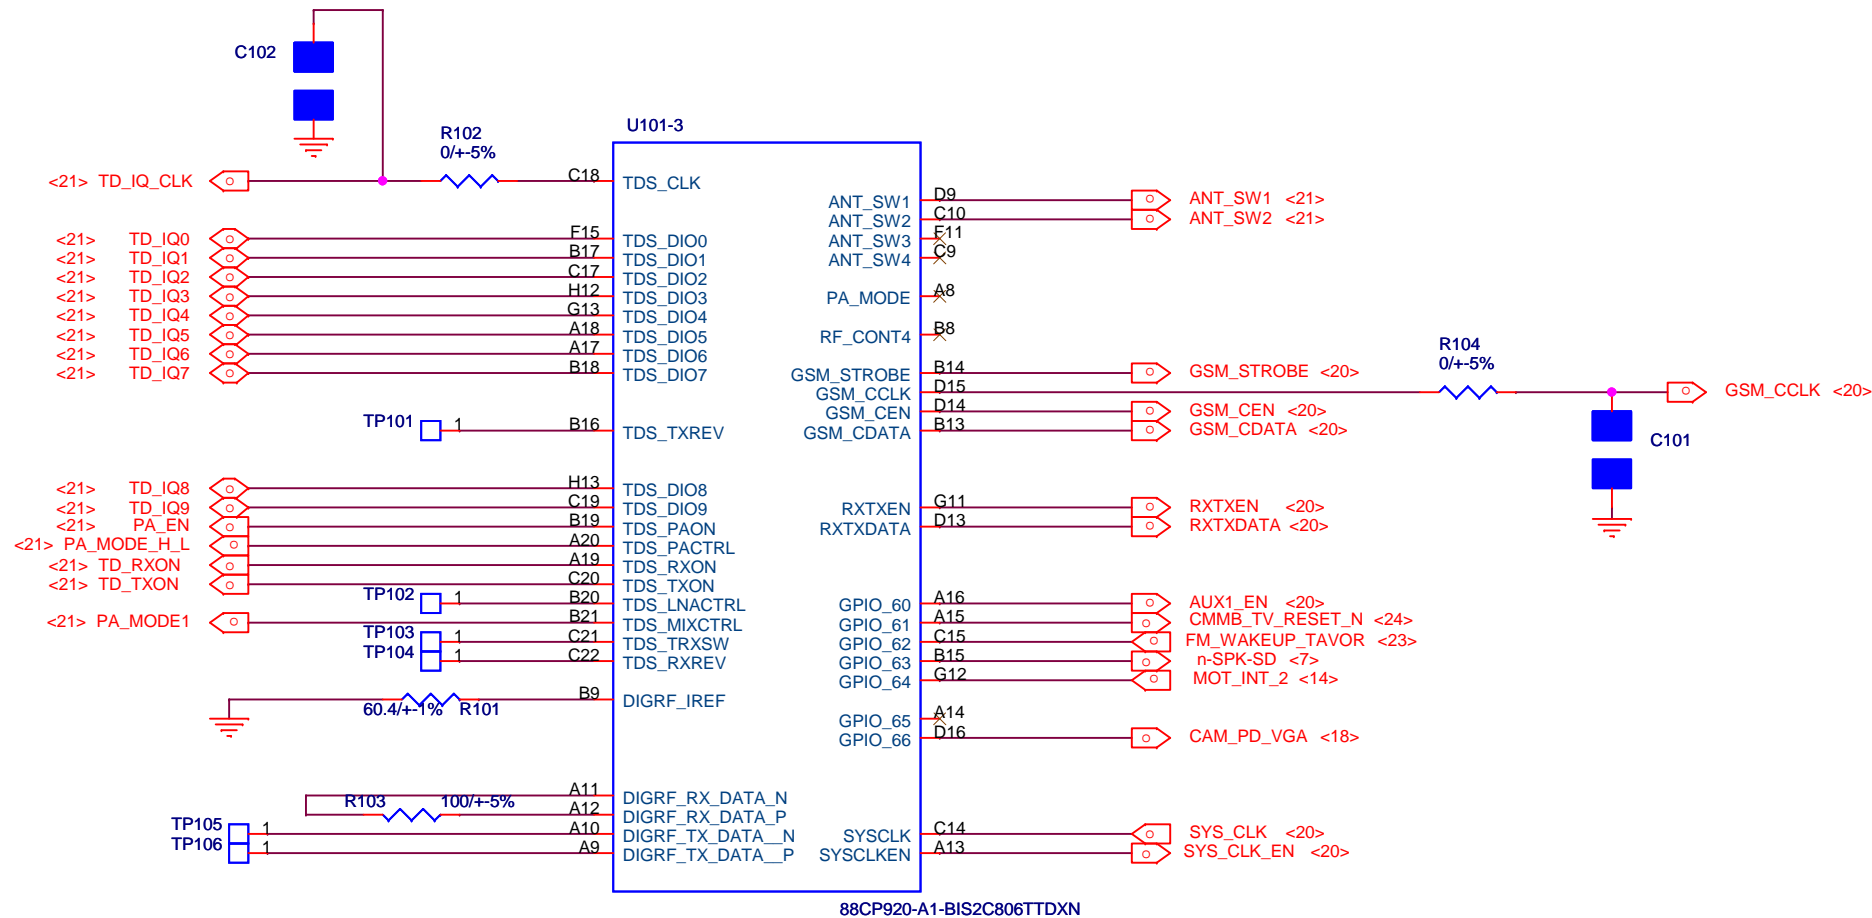 C102
R102
0/+-5%
U101-3
<21> TD_IQ_CLK
C18
TDS_CLK
<21> TD_IQ0
F15
TDS_DIO0
<21> TD_IQ1
B17
TDS_DIO1
<21> TD_IQ2
C17
TDS_DIO2
<21> TD_IQ3
H12
TDS_DIO3
<21> TD_IQ4
G13
TDS_DIO4
<21> TD_IQ5
A18
TDS_DIO5
<21> TD_IQ6
A17
TDS_DIO6
<21> TD_IQ7
B18
TDS_DIO7
TP101
1
B16
TDS_TXREV
<21> TD_IQ8
H13
TDS_DIO8
<21> TD_IQ9
C19
TDS_DIO9
<21> PA_EN
B19
TDS_PAON
<21> PA_MODE_H_L
A20
TDS_PACTRL
<21> TD_RXON
A19
TDS_RXON
<21> TD_TXON
C20
TDS_TXON
TP102
1
B20
TDS_LNACTRL
<21> PA_MODE1
B21
TDS_MIXCTRL
TP103
1
C21
TDS_TRXSW
TP104
1
C22
TDS_RXREV
60.4/+-1% R101
B9
DIGRF_IREF
A11
DIGRF_RX_DATA_N
R103 100/+-5%
A12
DIGRF_RX_DATA_P
TP105
1
A10
DIGRF_TX_DATA__N
TP106
1
A9
DIGRF_TX_DATA__P
ANT_SW1
D9
ANT_SW1 <21>
ANT_SW2
C10
ANT_SW2 <21>
ANT_SW3
F11
ANT_SW4
C9
PA_MODE
A8
RF_CONT4
B8
GSM_STROBE
B14
GSM_STROBE <20>
GSM_CCLK
D15
R104
0/+-5%
GSM_CCLK <20>
C101
GSM_CEN
D14
GSM_CEN <20>
GSM_CDATA
B13
GSM_CDATA <20>
RXTXEN
G11
RXTXEN <20>
RXTXDATA
D13
RXTXDATA <20>
GPIO_60
A16
AUX1_EN <20>
GPIO_61
A15
CMMB_TV_RESET_N <24>
GPIO_62
C15
FM_WAKEUP_TAVOR <23>
GPIO_63
B15
n-SPK-SD <7>
GPIO_64
G12
MOT_INT_2 <14>
GPIO_65
A14
GPIO_66
D16
CAM_PD_VGA <18>
SYSCLK
C14
SYS_CLK <20>
SYSCLKEN
A13
SYS_CLK_EN <20>
88CP920-A1-BIS2C806TTDXN